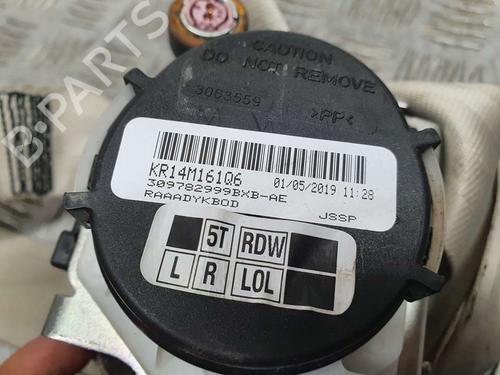 CAUTION
DO NOT REMOVE
3083559
>PP<
KR14M161Q6
01/05/2019 11:28
309782999BXB-AE
RAAADYKBOD
JSSP
5T RDW
L R LOL
B-PARTS